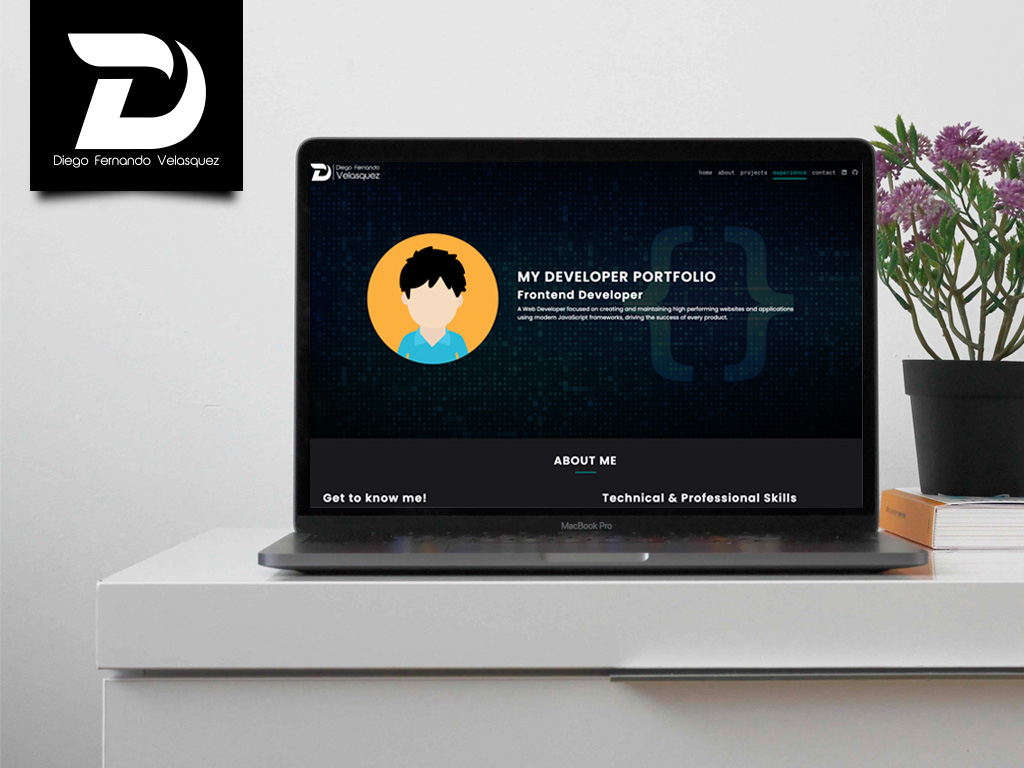 Diego Fernando Velasquez
Diego Fernando
Velasquez
home about projects experience contact
MY DEVELOPER PORTFOLIO
Frontend Developer
A Web Developer focused on creating and maintaining high performing websites and applications
using modern JavaScript frameworks, driving the success of every product.
ABOUT ME
Get to know me!
Technical & Professional Skills
MacBook Pro